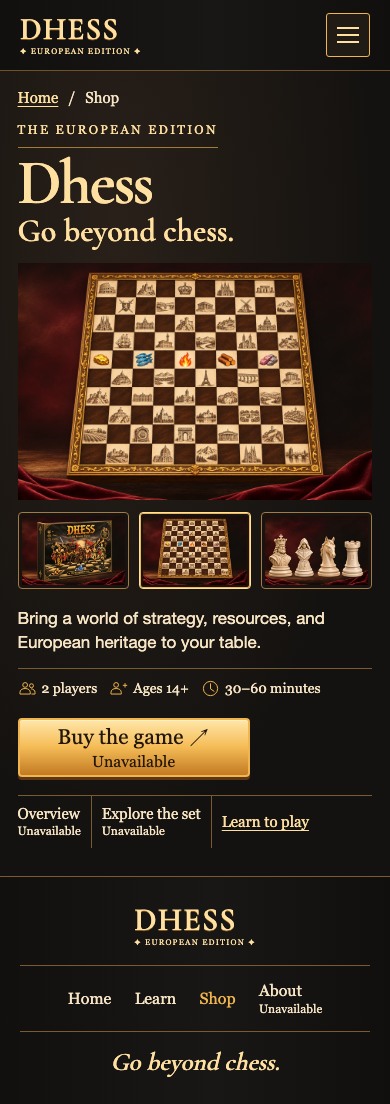 DHESS
✦ EUROPEAN EDITION ✦
Home / Shop
THE EUROPEAN EDITION
Dhess
Go beyond chess.
DHESS
Bring a world of strategy, resources, and
European heritage to your table.
2 players Ages 14+ 30–60 minutes
Buy the game ↗
Unavailable
Overview
Unavailable
Explore the set
Unavailable
Learn to play
DHESS
✦ EUROPEAN EDITION ✦
Home Learn Shop About
Unavailable
Go beyond chess.